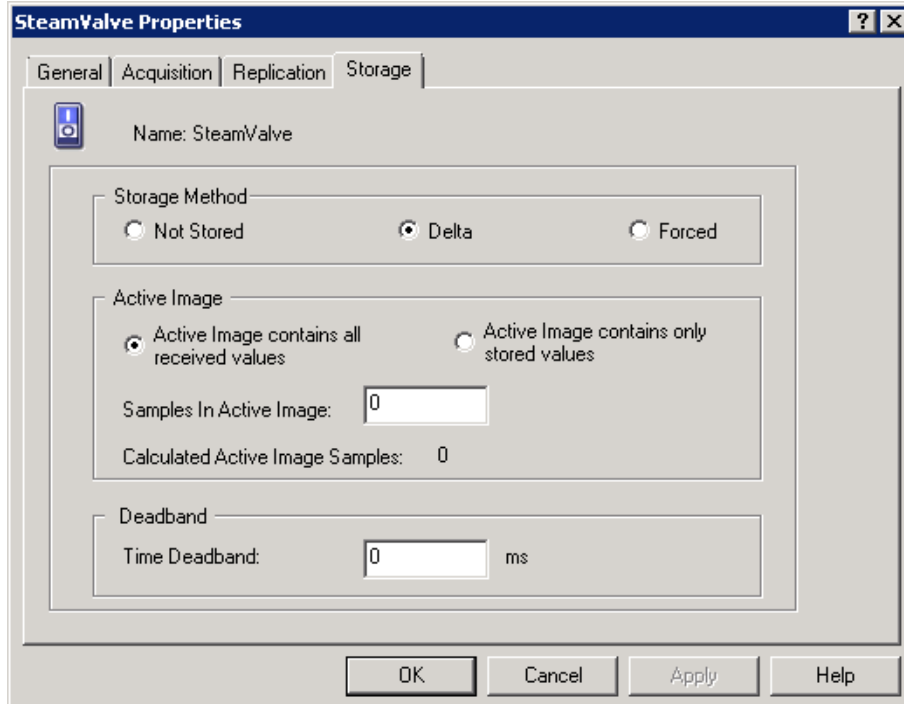 SteamValve Properties
General Acquisition Replication Storage
Name: SteamValve
Storage Method
Not Stored Delta Forced
Active Image
Active Image contains all received values
Active Image contains only stored values
Samples In Active Image: 0
Calculated Active Image Samples: 0
Deadband
Time Deadband: 0 ms
OK Cancel Apply Help